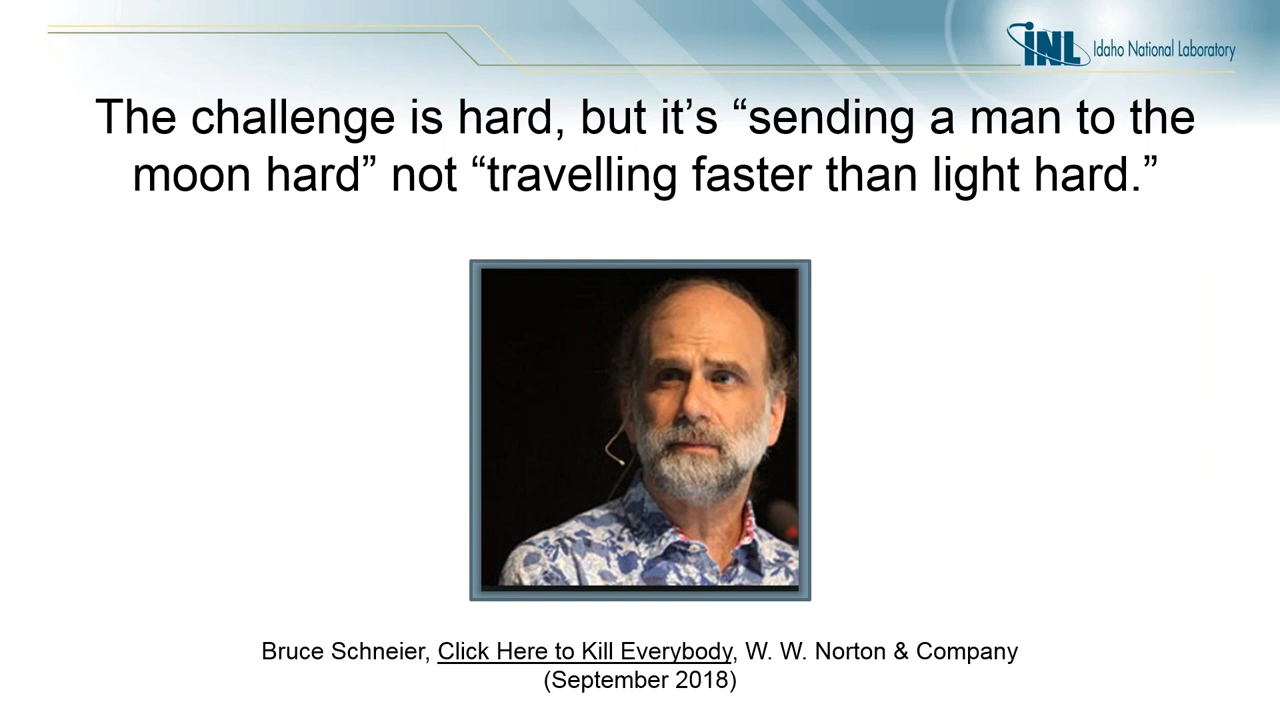 INL Idaho National Laboratory
The challenge is hard, but it’s “sending a man to the
moon hard” not “travelling faster than light hard.”
Bruce Schneier, Click Here to Kill Everybody, W. W. Norton & Company
(September 2018)